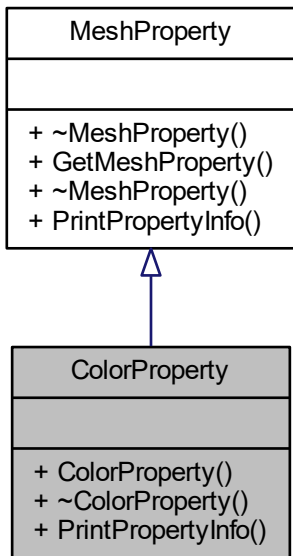 MeshProperty
+ ~MeshProperty()
+ GetMeshProperty()
+ ~MeshProperty()
+ PrintPropertyInfo()
ColorProperty
+ ColorProperty()
+ ~ColorProperty()
+ PrintPropertyInfo()